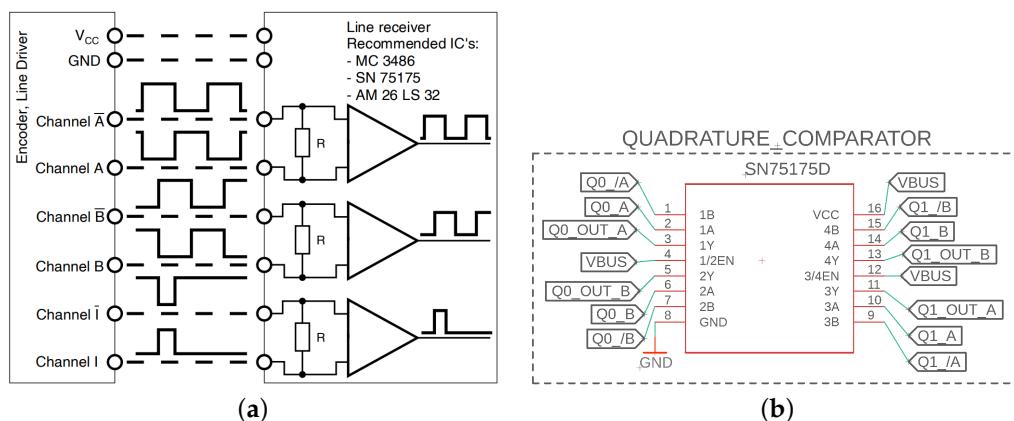 Encoder, Line Driver
V_CC
GND
Channel A̅
Channel A
Channel B̅
Channel B
Channel I̅
Channel I
Line receiver
Recommended IC's:
- MC 3486
- SN 75175
- AM 26 LS 32
R
R
R
(a)
QUADRATURE_COMPARATOR
SN75175D
Q0_/A
Q0_A
Q0_OUT_A
VBUS
Q0_OUT_B
Q0_B
Q0_/B
GND
1 1B
2 1A
3 1Y
4 1/2EN
5 2Y
6 2A
7 2B
8 GND
VCC 16
4B 15
4A 14
4Y 13
3/4EN 12
3Y 11
3A 10
3B 9
VBUS
Q1_/B
Q1_B
Q1_OUT_B
VBUS
Q1_OUT_A
Q1_A
Q1_/A
(b)